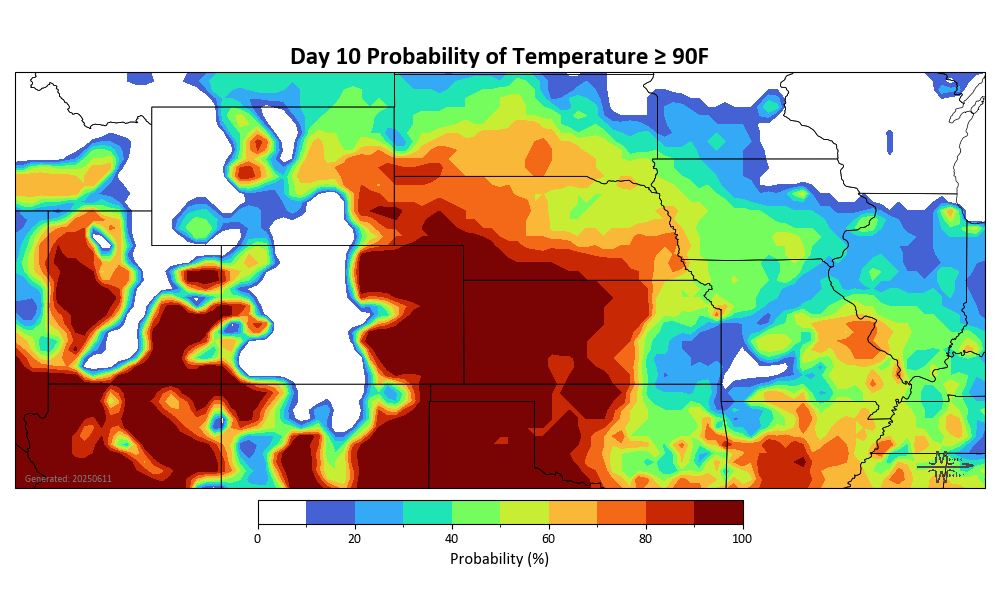 Day 10 Probability of Temperature ≥ 90F
Generated: 20250611
0 20 40 60 80 100
Probability (%)